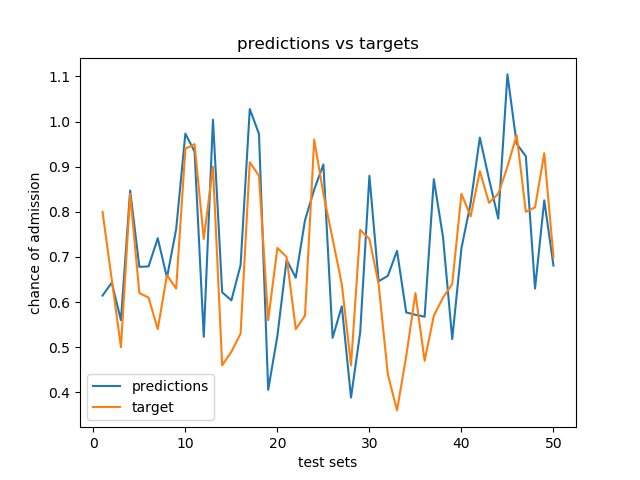 predictions vs targets
1.1
1.0
0.9
0.8
0.7
0.6
0.5
0.4
chance of admission
predictions
target
0 10 20 30 40 50
test sets